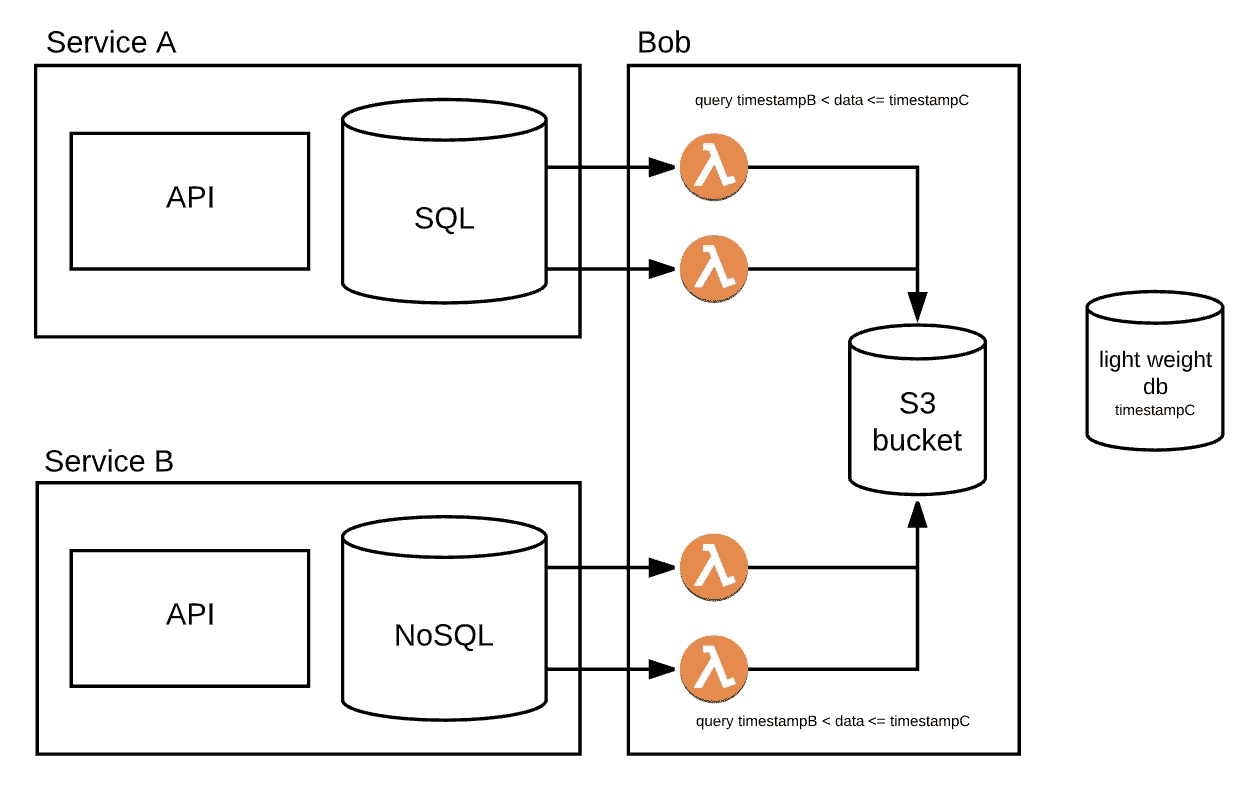 Service A
API
SQL
Bob
query timestampB < data <= timestampC
λ
λ
S3
bucket
light weight
db
timestampC
Service B
API
NoSQL
λ
λ
query timestampB < data <= timestampC